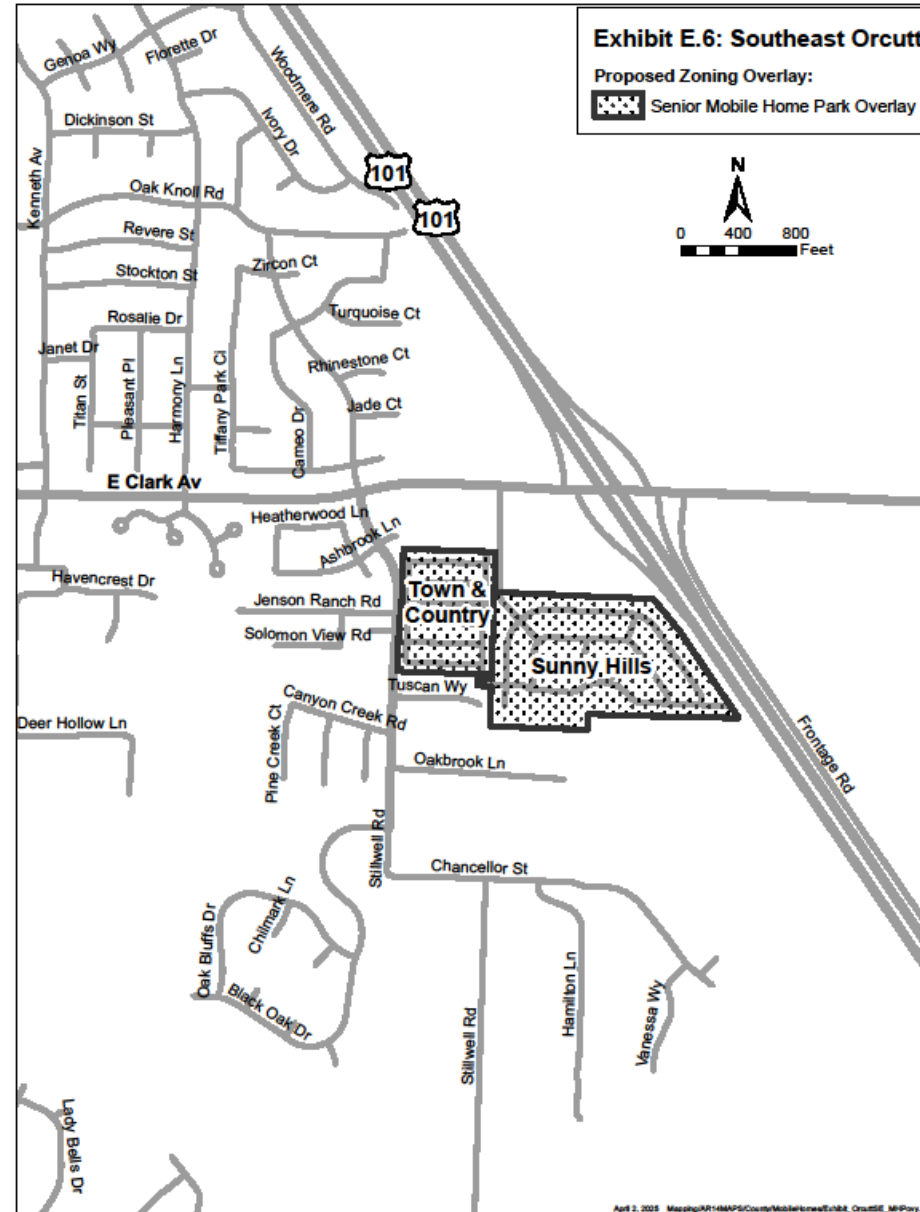 Exhibit E.6: Southeast Orcutt
Proposed Zoning Overlay:
Senior Mobile Home Park Overlay
Genoa Wy
Florette Dr
Woodmere Rd
Dickinson St
Ivory Dr
Kenneth Av
101
N
Oak Knoll Rd
101
0 400 800
Feet
Revere St
Stockton St
Zircon Ct
Rosalie Dr
Turquoise Ct
Janet Dr
Rhinestone Ct
Titan St
Pleasant Pl
Harmony Ln
Tiffany Park Ci
Cameo Dr
Jade Ct
E Clark Av
Heatherwood Ln
Ashbrook Ln
Havencrest Dr
Jenson Ranch Rd
Town &
Country
Solomon View Rd
Sunny Hills
Tuscan Wy
Canyon Creek Rd
Deer Hollow Ln
Pine Creek Ct
Frontage Rd
Oakbrook Ln
Stillwell Rd
Chancellor St
Oak Bluffs Dr
Chilmark Ln
Black Oak Dr
Stillwell Rd
Hamilton Ln
Vanessa Wy
Lady Bells Dr
April 2, 2025